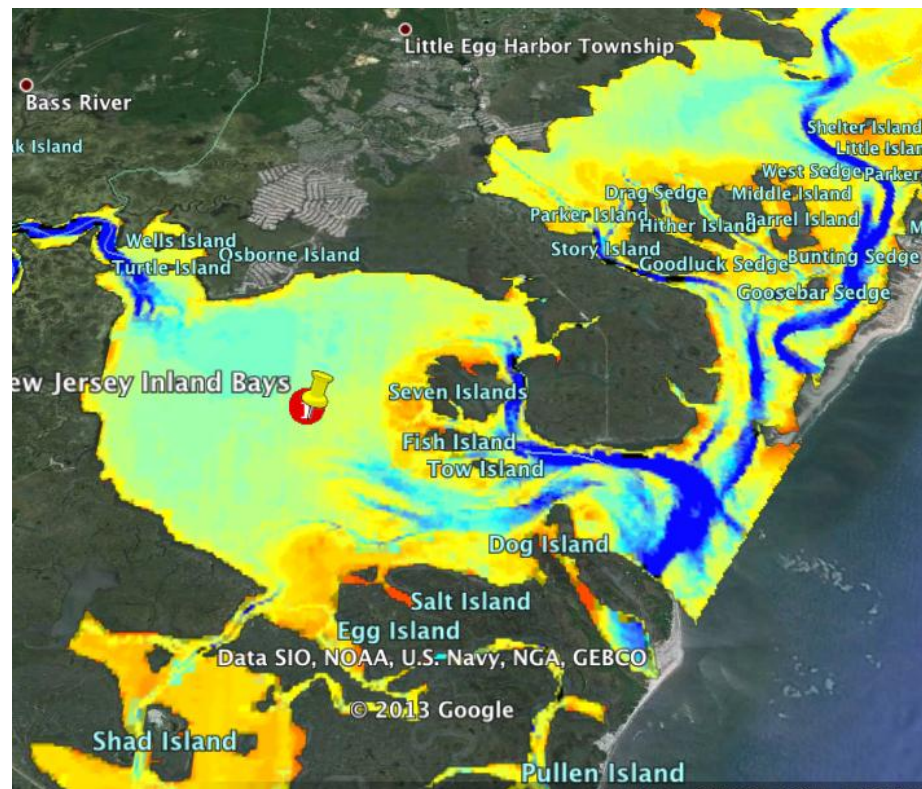 Little Egg Harbor Township
Bass River
ak Island
Shelter Island
Little Islan
West Sedge
Parker
Drag Sedge
Middle Island
Parker Island
Hither Island
Barrel Island
Wells Island
Osborne Island
Story Island
Turtle Island
Goodluck Sedge
Bunting Sedge
Goosebar Sedge
ew Jersey Inland Bays
1
Seven Islands
Fish Island
Tow Island
Dog Island
Salt Island
Egg Island
Data SIO, NOAA, U.S. Navy, NGA, GEBCO
© 2013 Google
Shad Island
Pullen Island